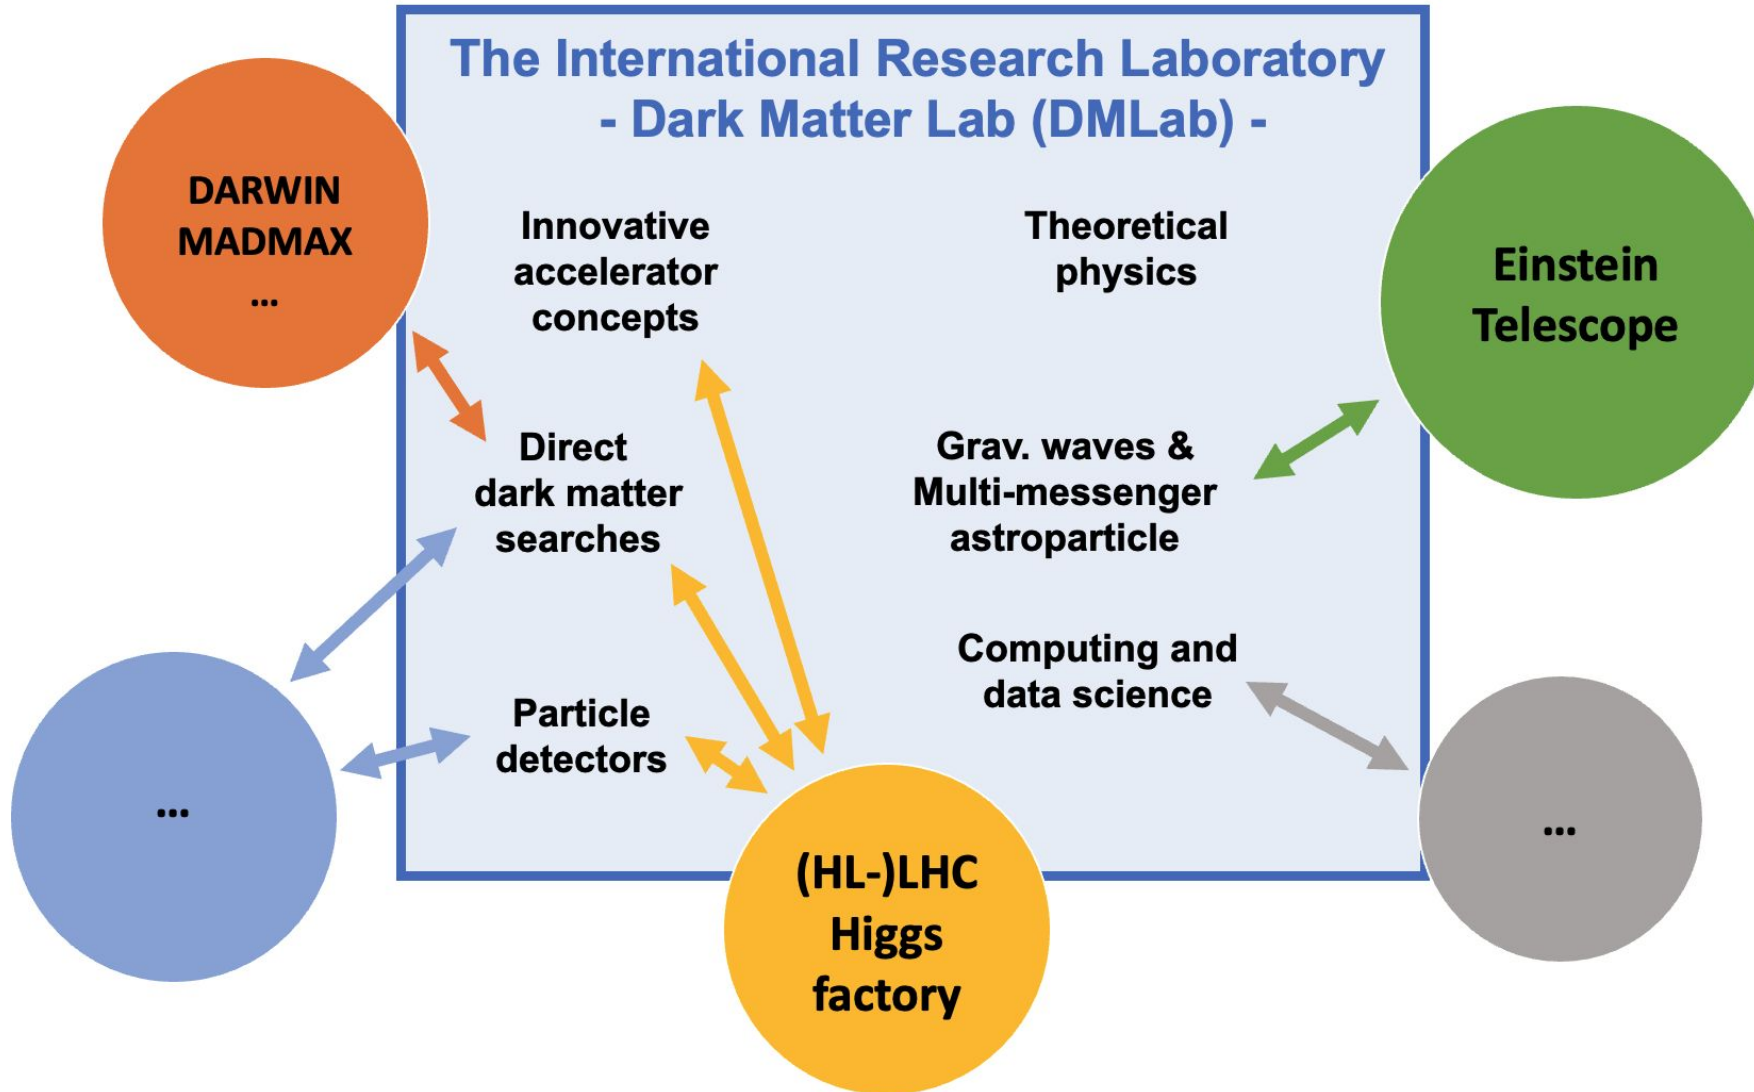 The International Research Laboratory
- Dark Matter Lab (DMLab) -
DARWIN
MADMAX
...
Innovative
accelerator
concepts
Theoretical
physics
Einstein
Telescope
Direct
dark matter
searches
Grav. waves &
Multi-messenger
astroparticle
Particle
detectors
Computing and
data science
...
(HL-)LHC
Higgs
factory
...